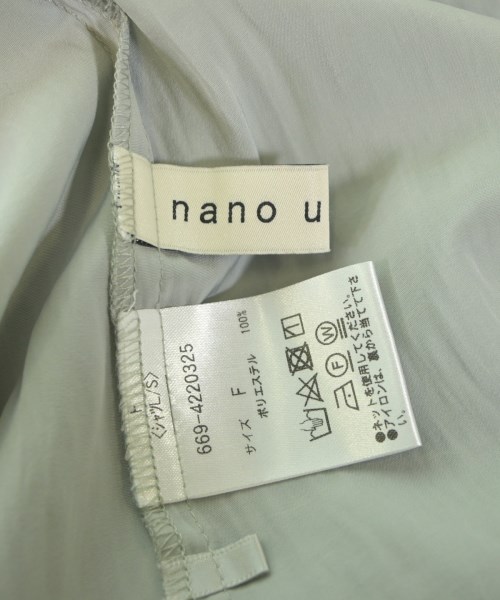 nano u
〈シャツL/S〉
669-4220325
サイズ F
ポリエステル 100%
F
W
●ネットを使用してください。
●アイロンは、裏から当てて下さい。